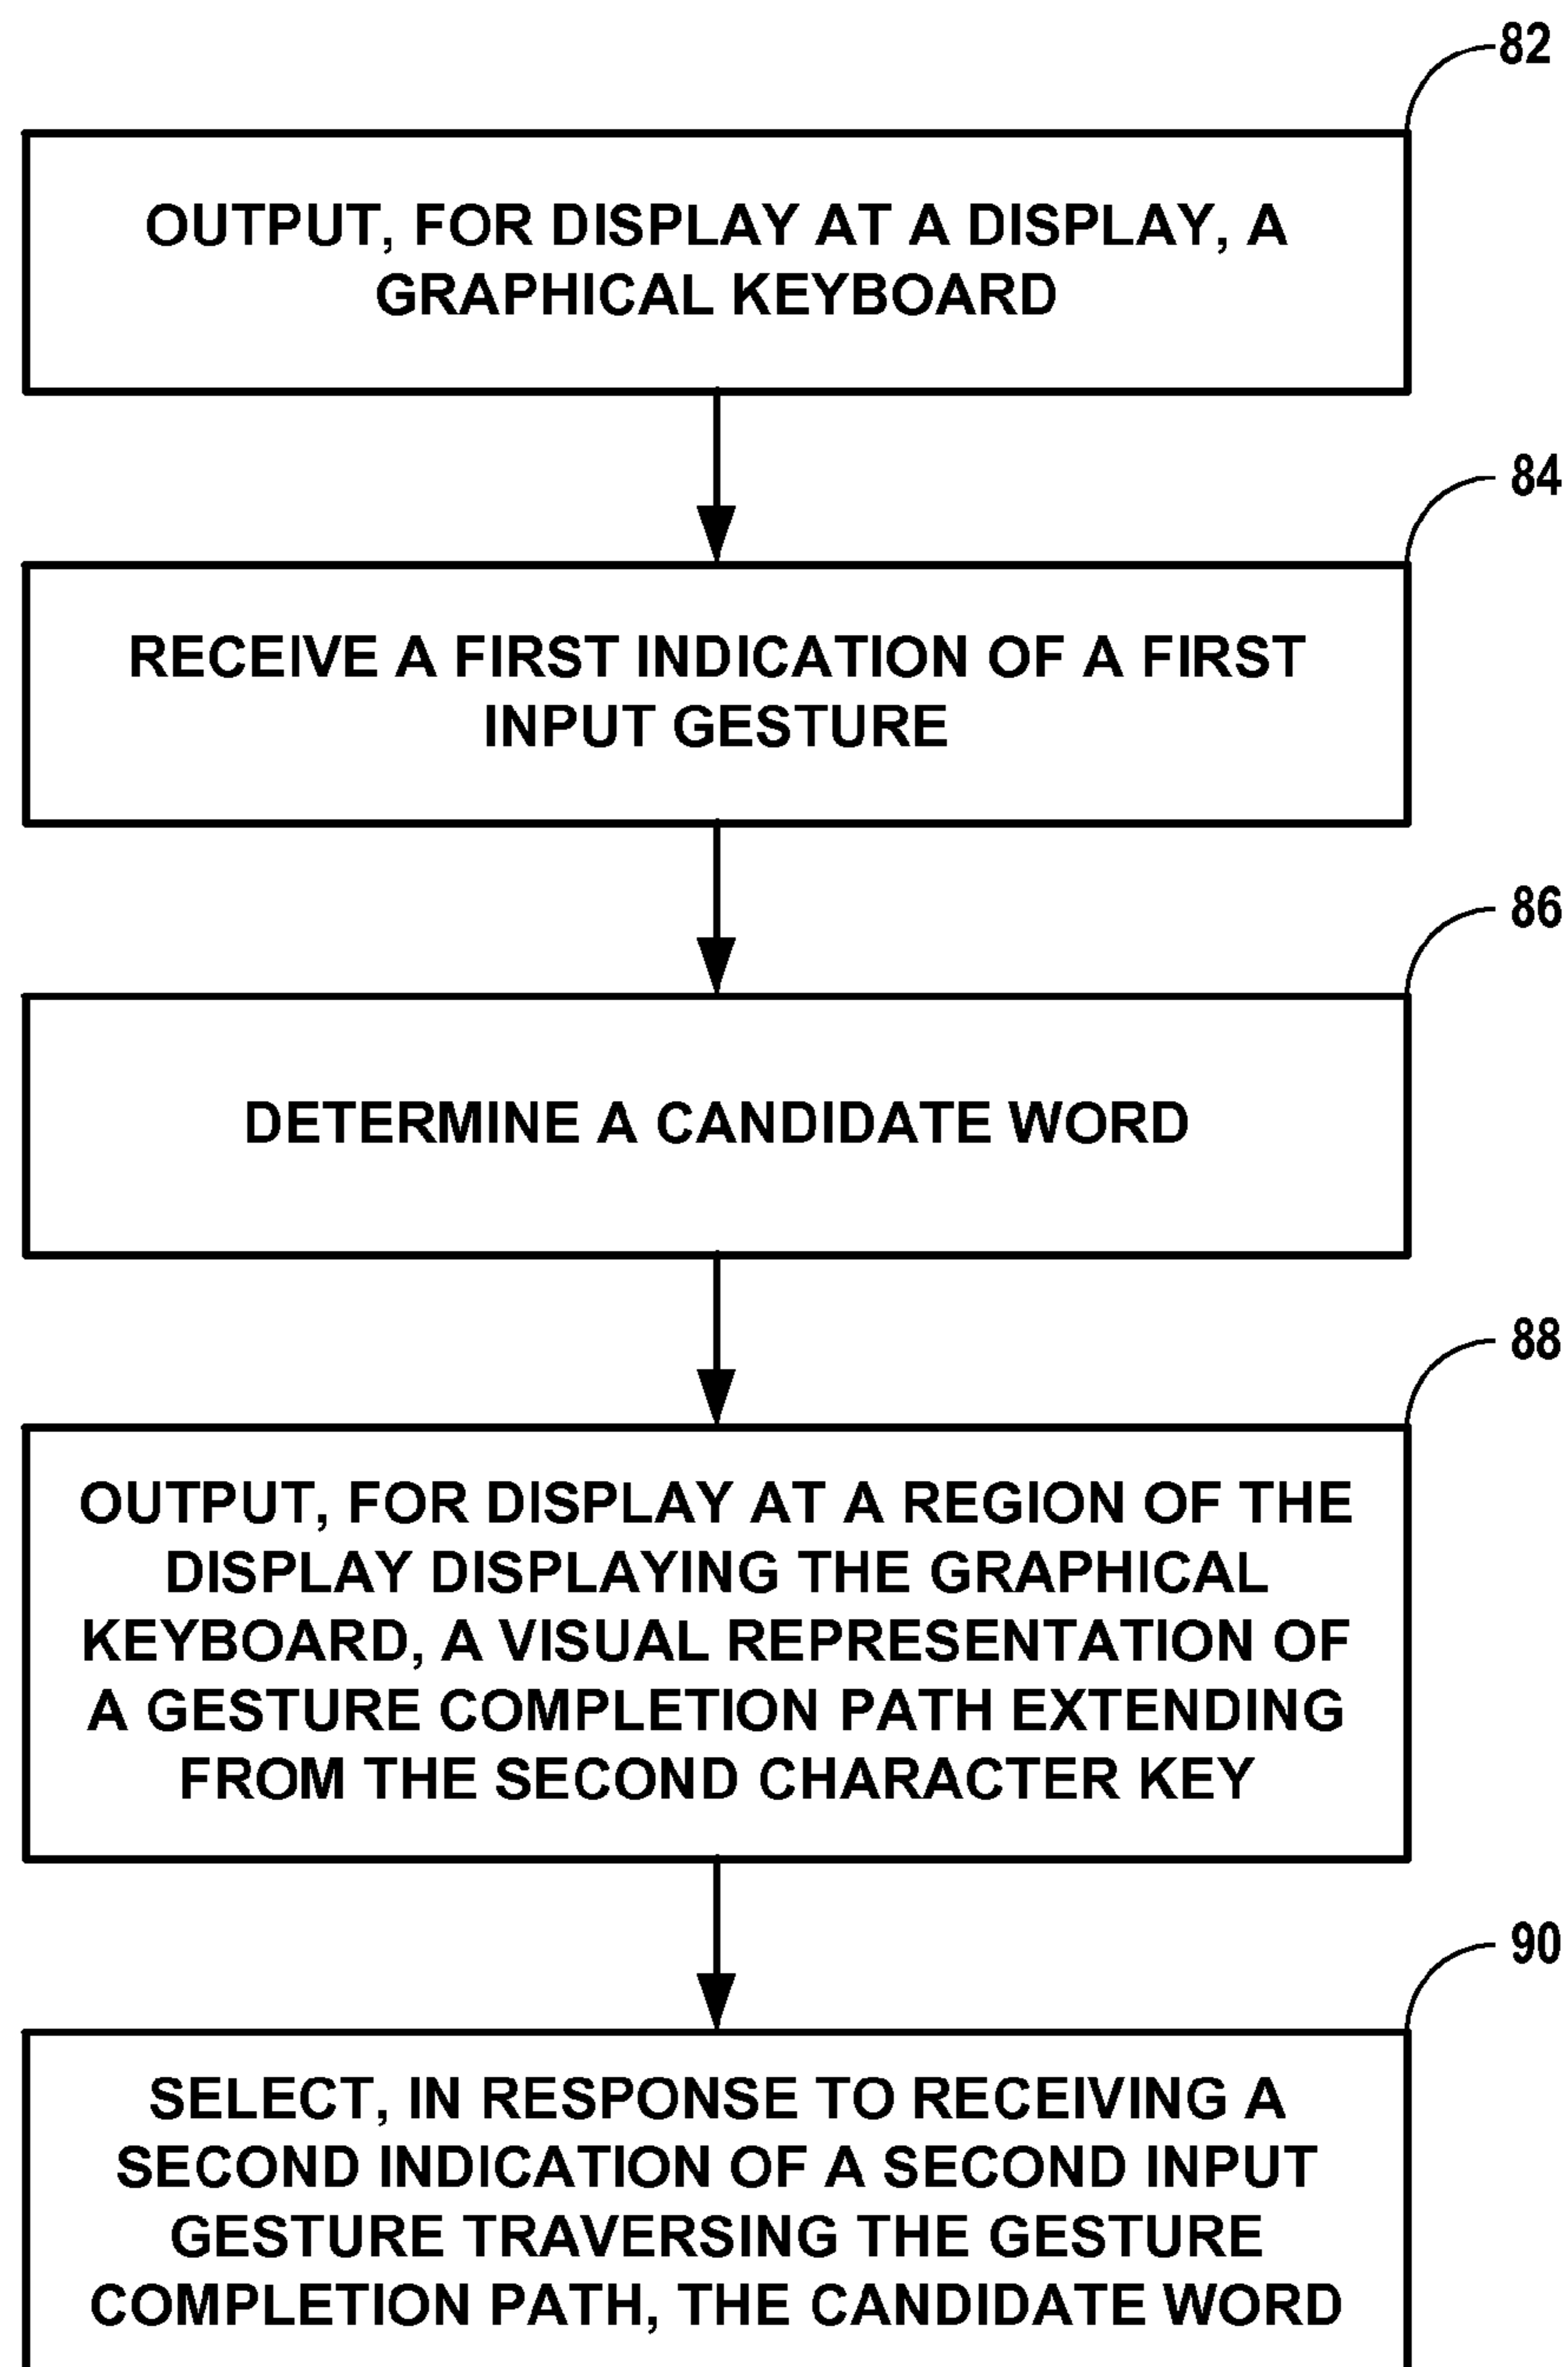 82
OUTPUT, FOR DISPLAY AT A DISPLAY, A
GRAPHICAL KEYBOARD
84
RECEIVE A FIRST INDICATION OF A FIRST
INPUT GESTURE
86
DETERMINE A CANDIDATE WORD
88
OUTPUT, FOR DISPLAY AT A REGION OF THE
DISPLAY DISPLAYING THE GRAPHICAL
KEYBOARD, A VISUAL REPRESENTATION OF
A GESTURE COMPLETION PATH EXTENDING
FROM THE SECOND CHARACTER KEY
90
SELECT, IN RESPONSE TO RECEIVING A
SECOND INDICATION OF A SECOND INPUT
GESTURE TRAVERSING THE GESTURE
COMPLETION PATH, THE CANDIDATE WORD